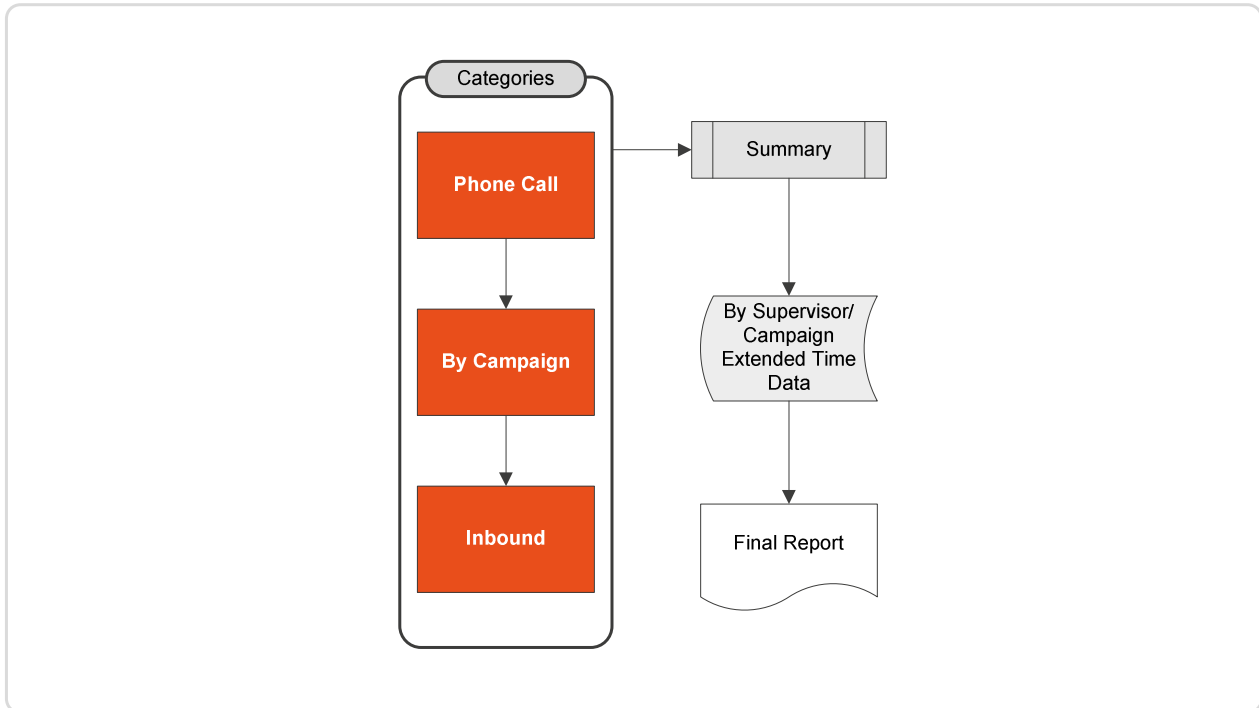 Categories
Phone Call
By Campaign
Inbound
Summary
By Supervisor/
Campaign
Extended Time
Data
Final Report